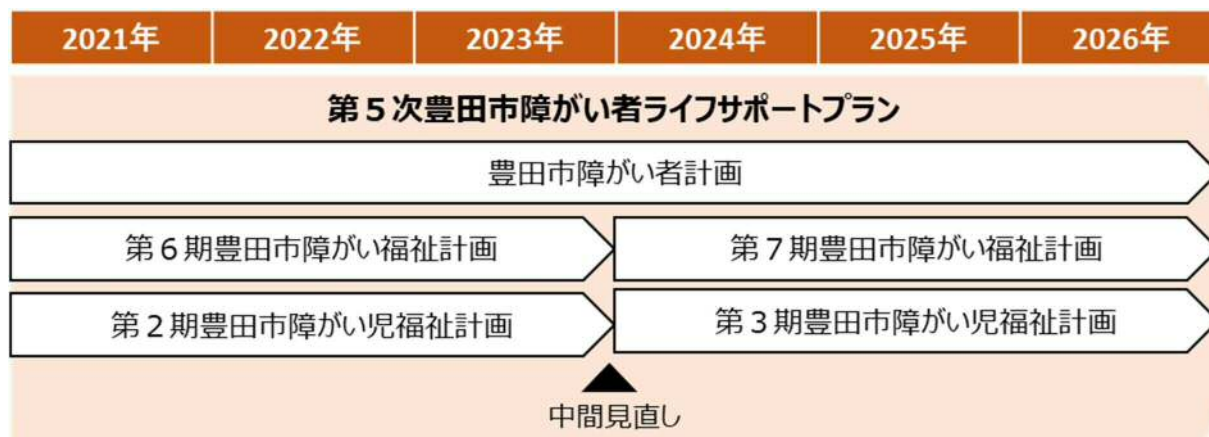 2021年 2022年 2023年 2024年 2025年 2026年
第５次豊田市障がい者ライフサポートプラン
豊田市障がい者計画
第６期豊田市障がい福祉計画 第７期豊田市障がい福祉計画
第２期豊田市障がい児福祉計画 第３期豊田市障がい児福祉計画
中間見直し